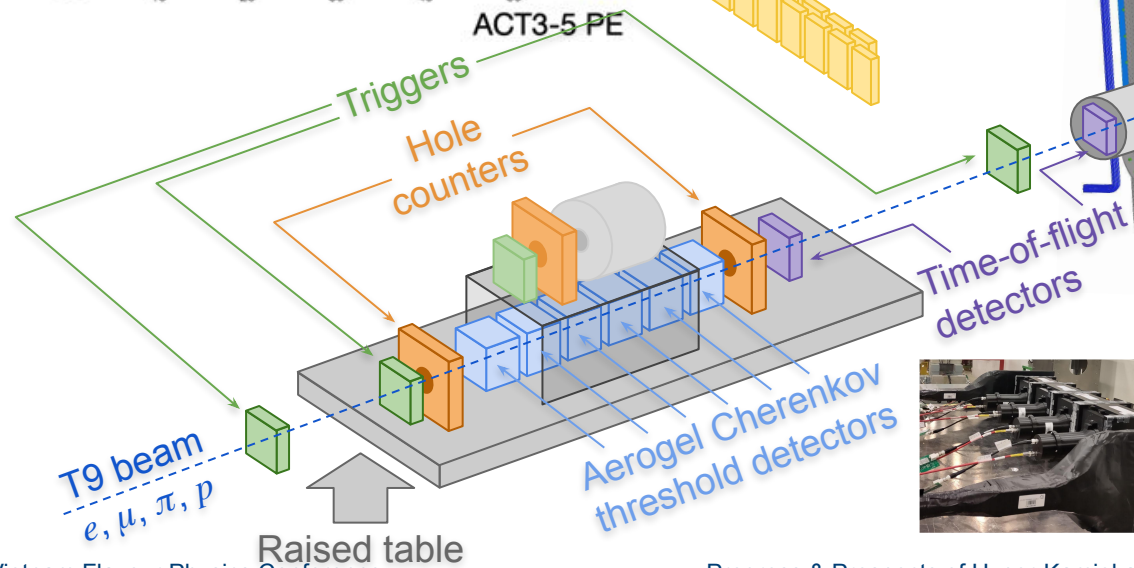 ACT3-5 PE
Triggers
Hole
counters
Time-of-flight
detectors
Aerogel Cherenkov
threshold detectors
T9 beam
e, μ, π, p
Raised table